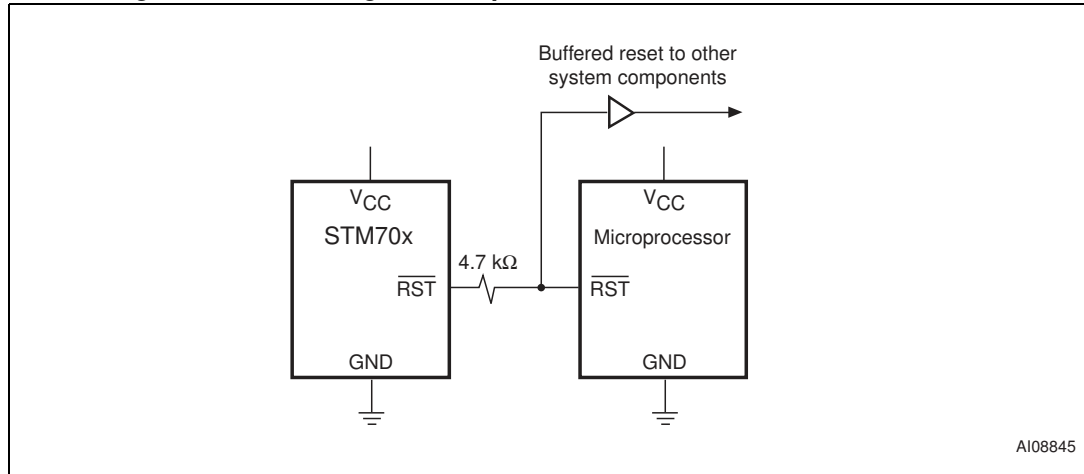 Buffered reset to other
system components
VCC
STM70x
4.7 kΩ
RST
GND
VCC
Microprocessor
RST
GND
AI08845